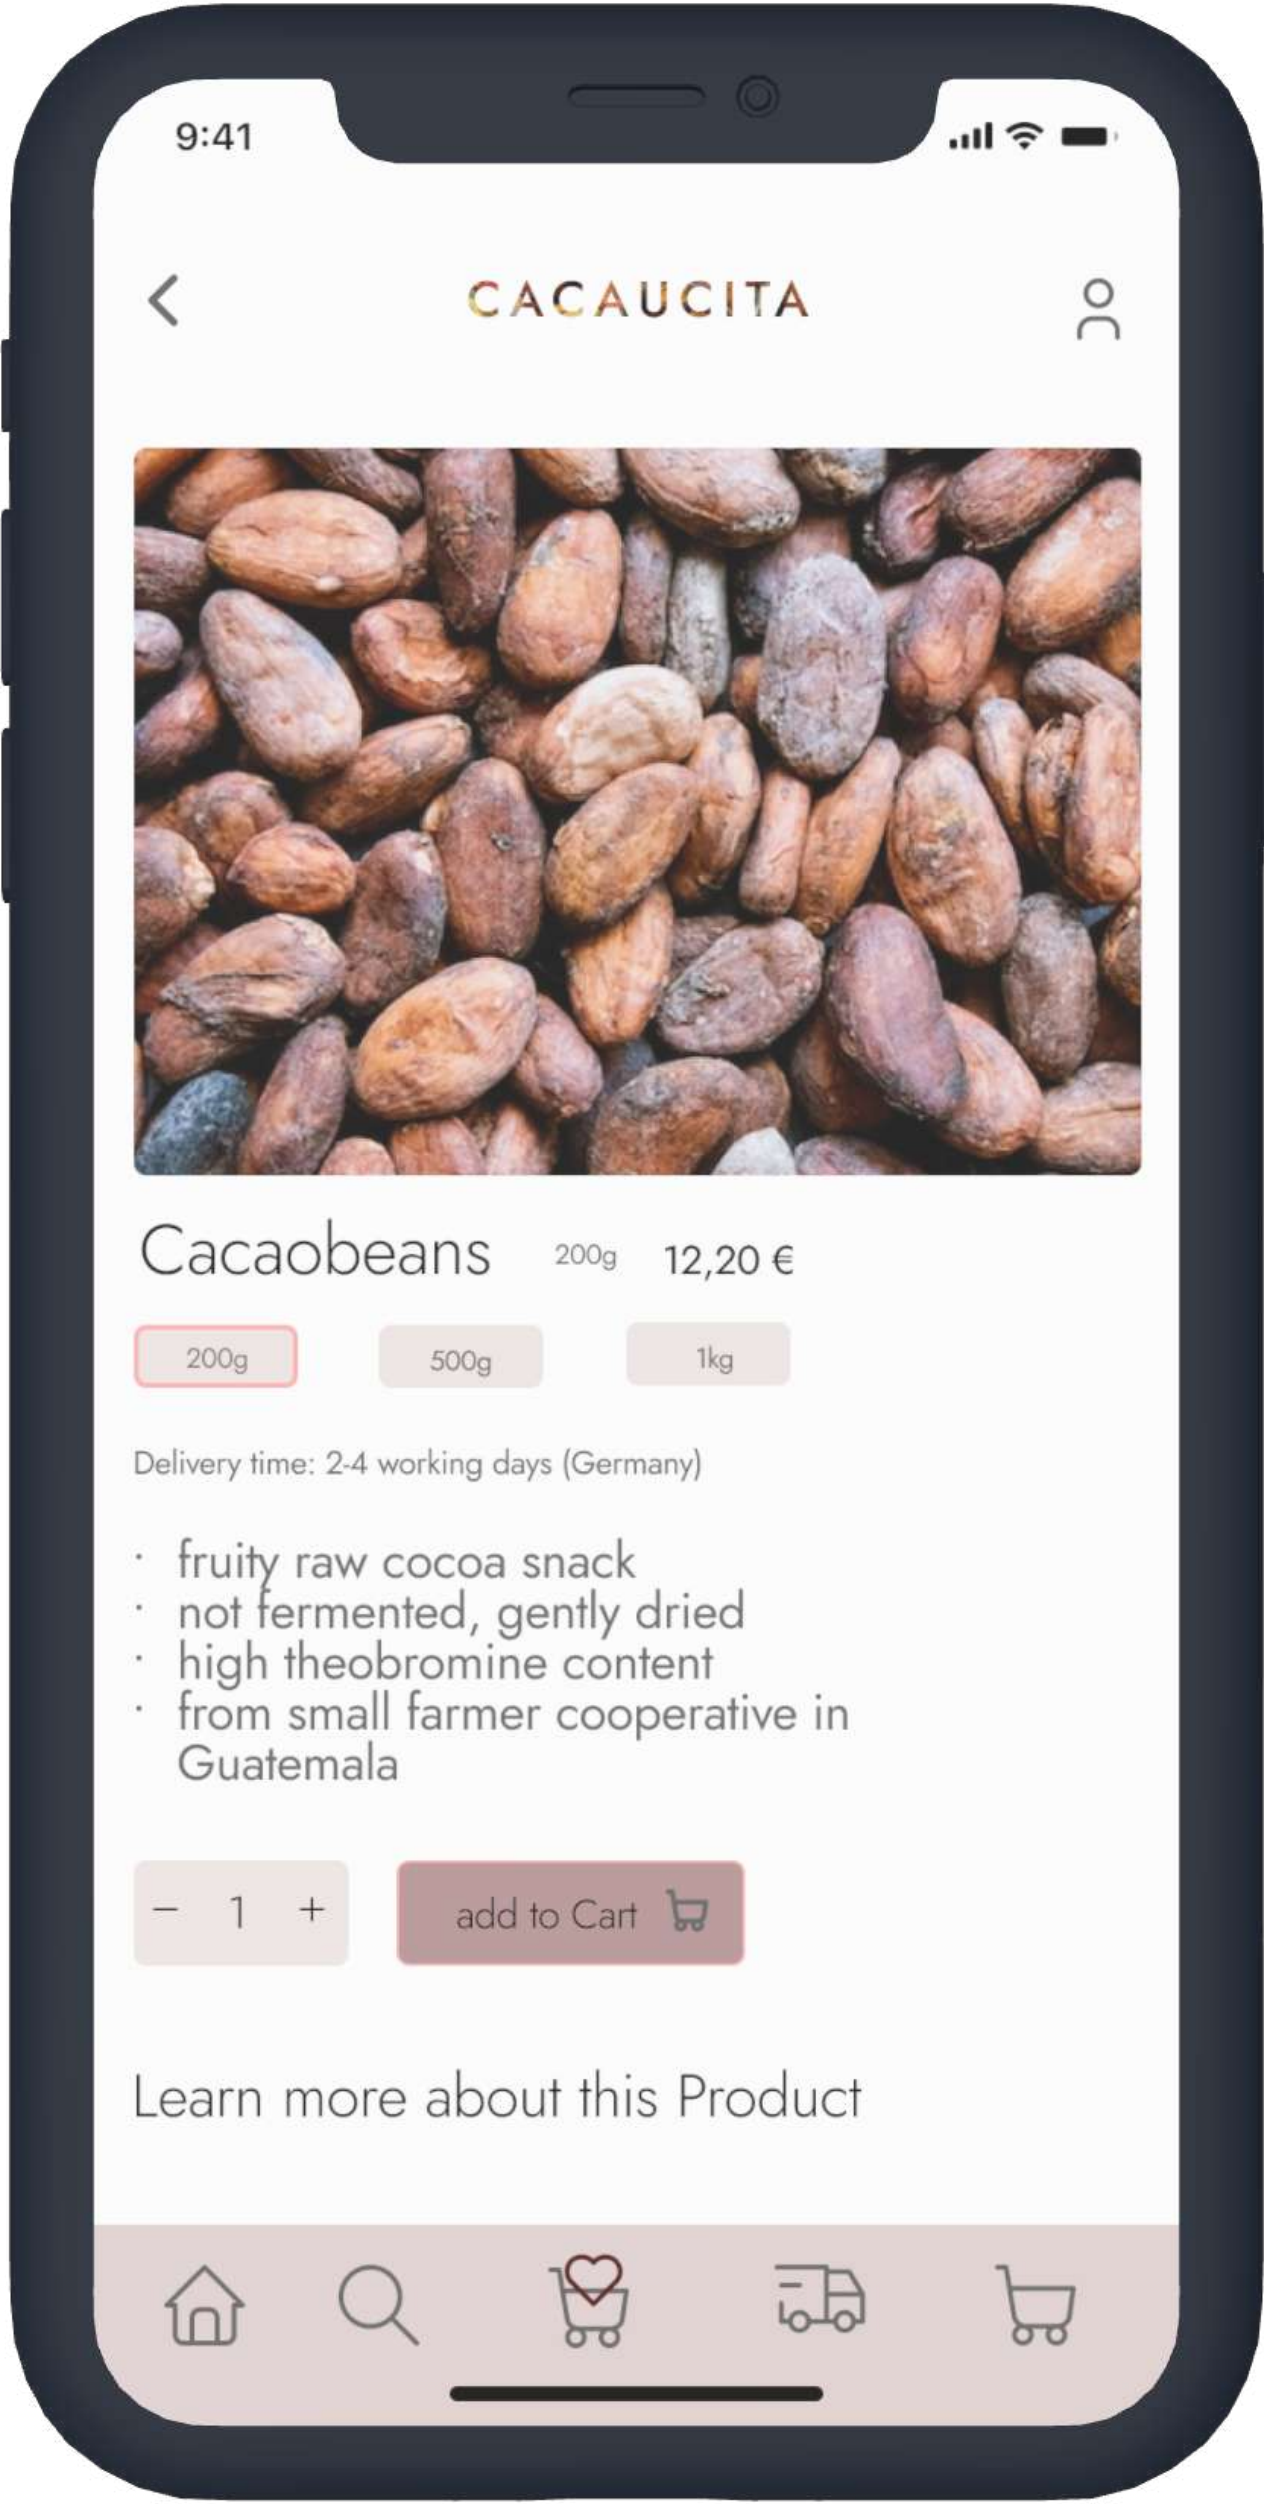 9:41
CACAUCITA
Cacaobeans 200g 12,20 €
200g 500g 1kg
Delivery time: 2-4 working days (Germany)
· fruity raw cocoa snack
· not fermented, gently dried
· high theobromine content
· from small farmer cooperative in
Guatemala
− 1 + add to Cart
Learn more about this Product